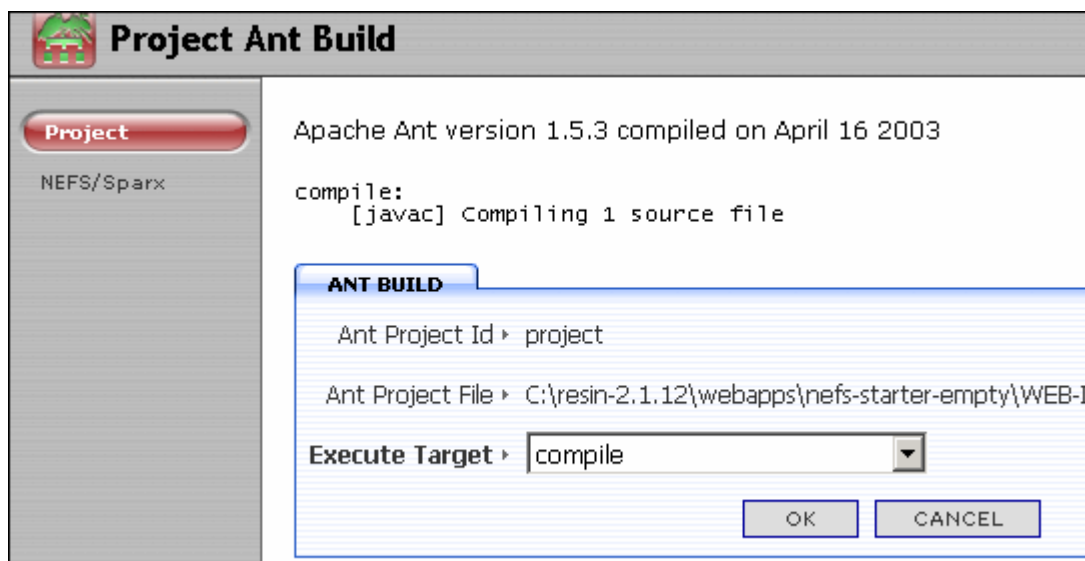 Project Ant Build
Project
NEFS/Sparx
Apache Ant version 1.5.3 compiled on April 16 2003
compile:
[javac] Compiling 1 source file
ANT BUILD
Ant Project Id project
Ant Project File C:\resin-2.1.12\webapps\nefs-starter-empty\WEB-I
Execute Target compile
OK CANCEL